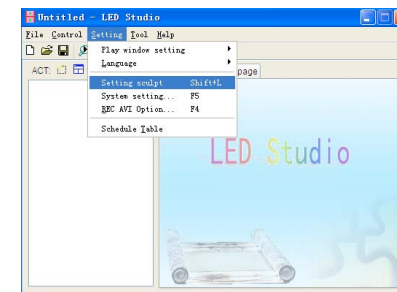 Untitled - LED Studio
File Control Setting Tool Help
Play window setting
Language
ACT:
page
Setting sculpt Shift+L
System setting... F5
REC AVI Option... F4
Schedule Table
LED Studio